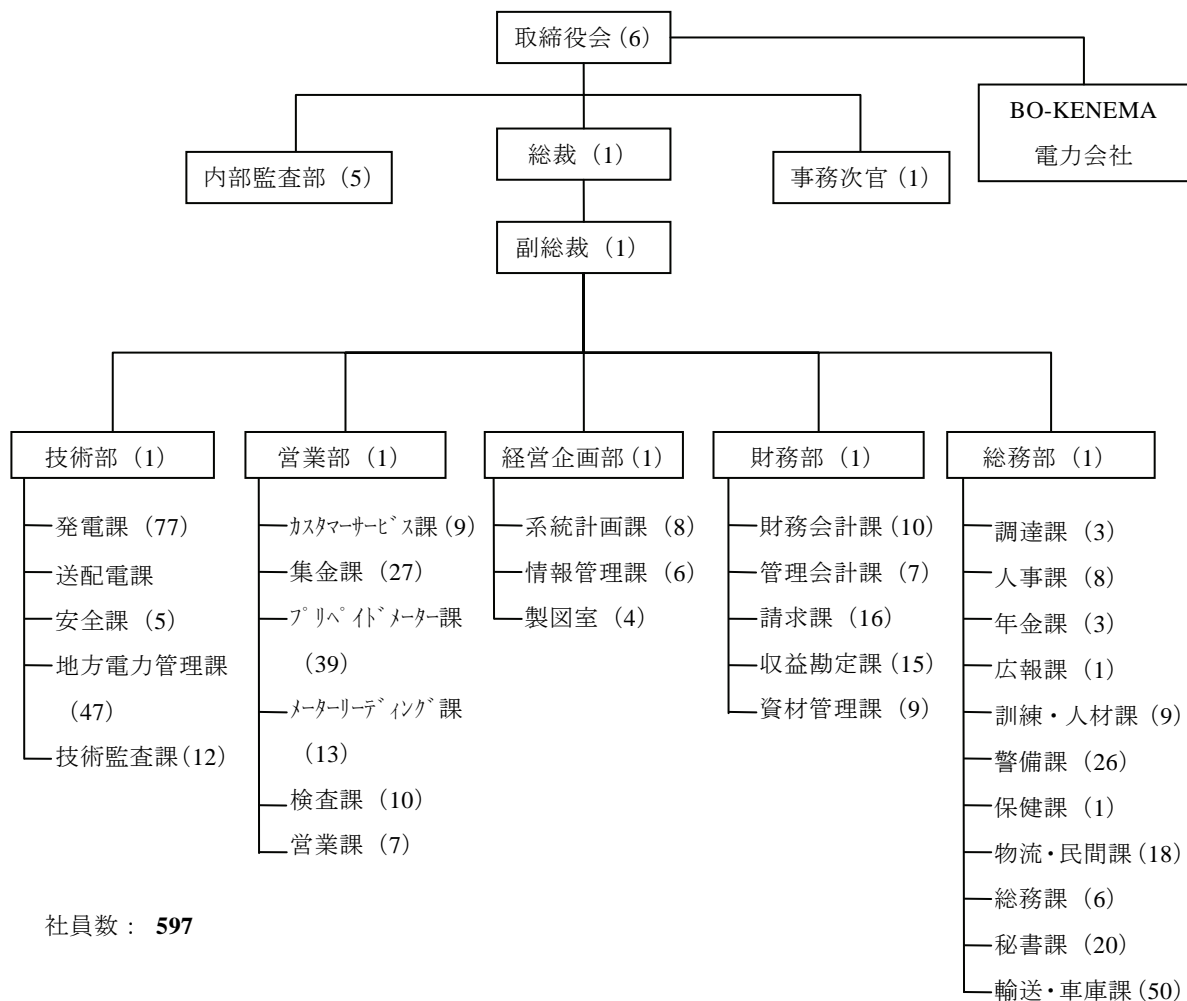 取締役会(6)
BO-KENEMA
電力会社
総裁 (1)
内部監査部 (5)
事務次官(1)
副総裁 (1)
技術部 (1)
発電課 (77)
送配電課
安全課 (5)
地方電力管理課
(47)
技術監査課(12)
営業部 (1)
カスタマーサービス課(9)
集金課 (27)
プリペイドメーター課
(39)
メーターリーディング課
(13)
検査課 (10)
営業課 (7)
経営企画部(1)
系統計画課 (8)
情報管理課 (6)
製図室 (4)
財務部 (1)
財務会計課(10)
管理会計課(7)
請求課 (16)
収益勘定課(15)
資材管理課(9)
総務部 (1)
調達課 (3)
人事課 (8)
年金課 (3)
広報課 (1)
訓練・人材課(9)
警備課 (26)
保健課 (1)
物流・民間課(18)
総務課 (6)
秘書課 (20)
輸送・車庫課(50)
社員数: 597